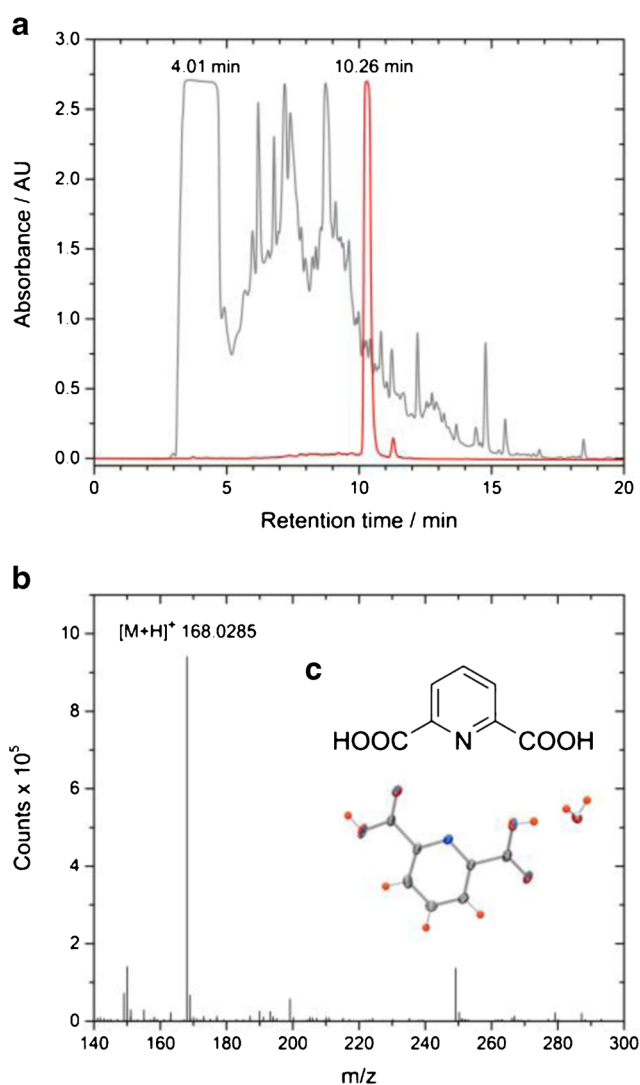 a
3.0
4.01 min 10.26 min
2.5
2.0
1.5
1.0
0.5
0.0
Absorbance / AU
0 5 10 15 20
Retention time / min
b
[M+H]+ 168.0285
10
8
6
4
2
0
Counts x 10⁵
c
HOOC N COOH
140 160 180 200 220 240 260 280 300
m/z